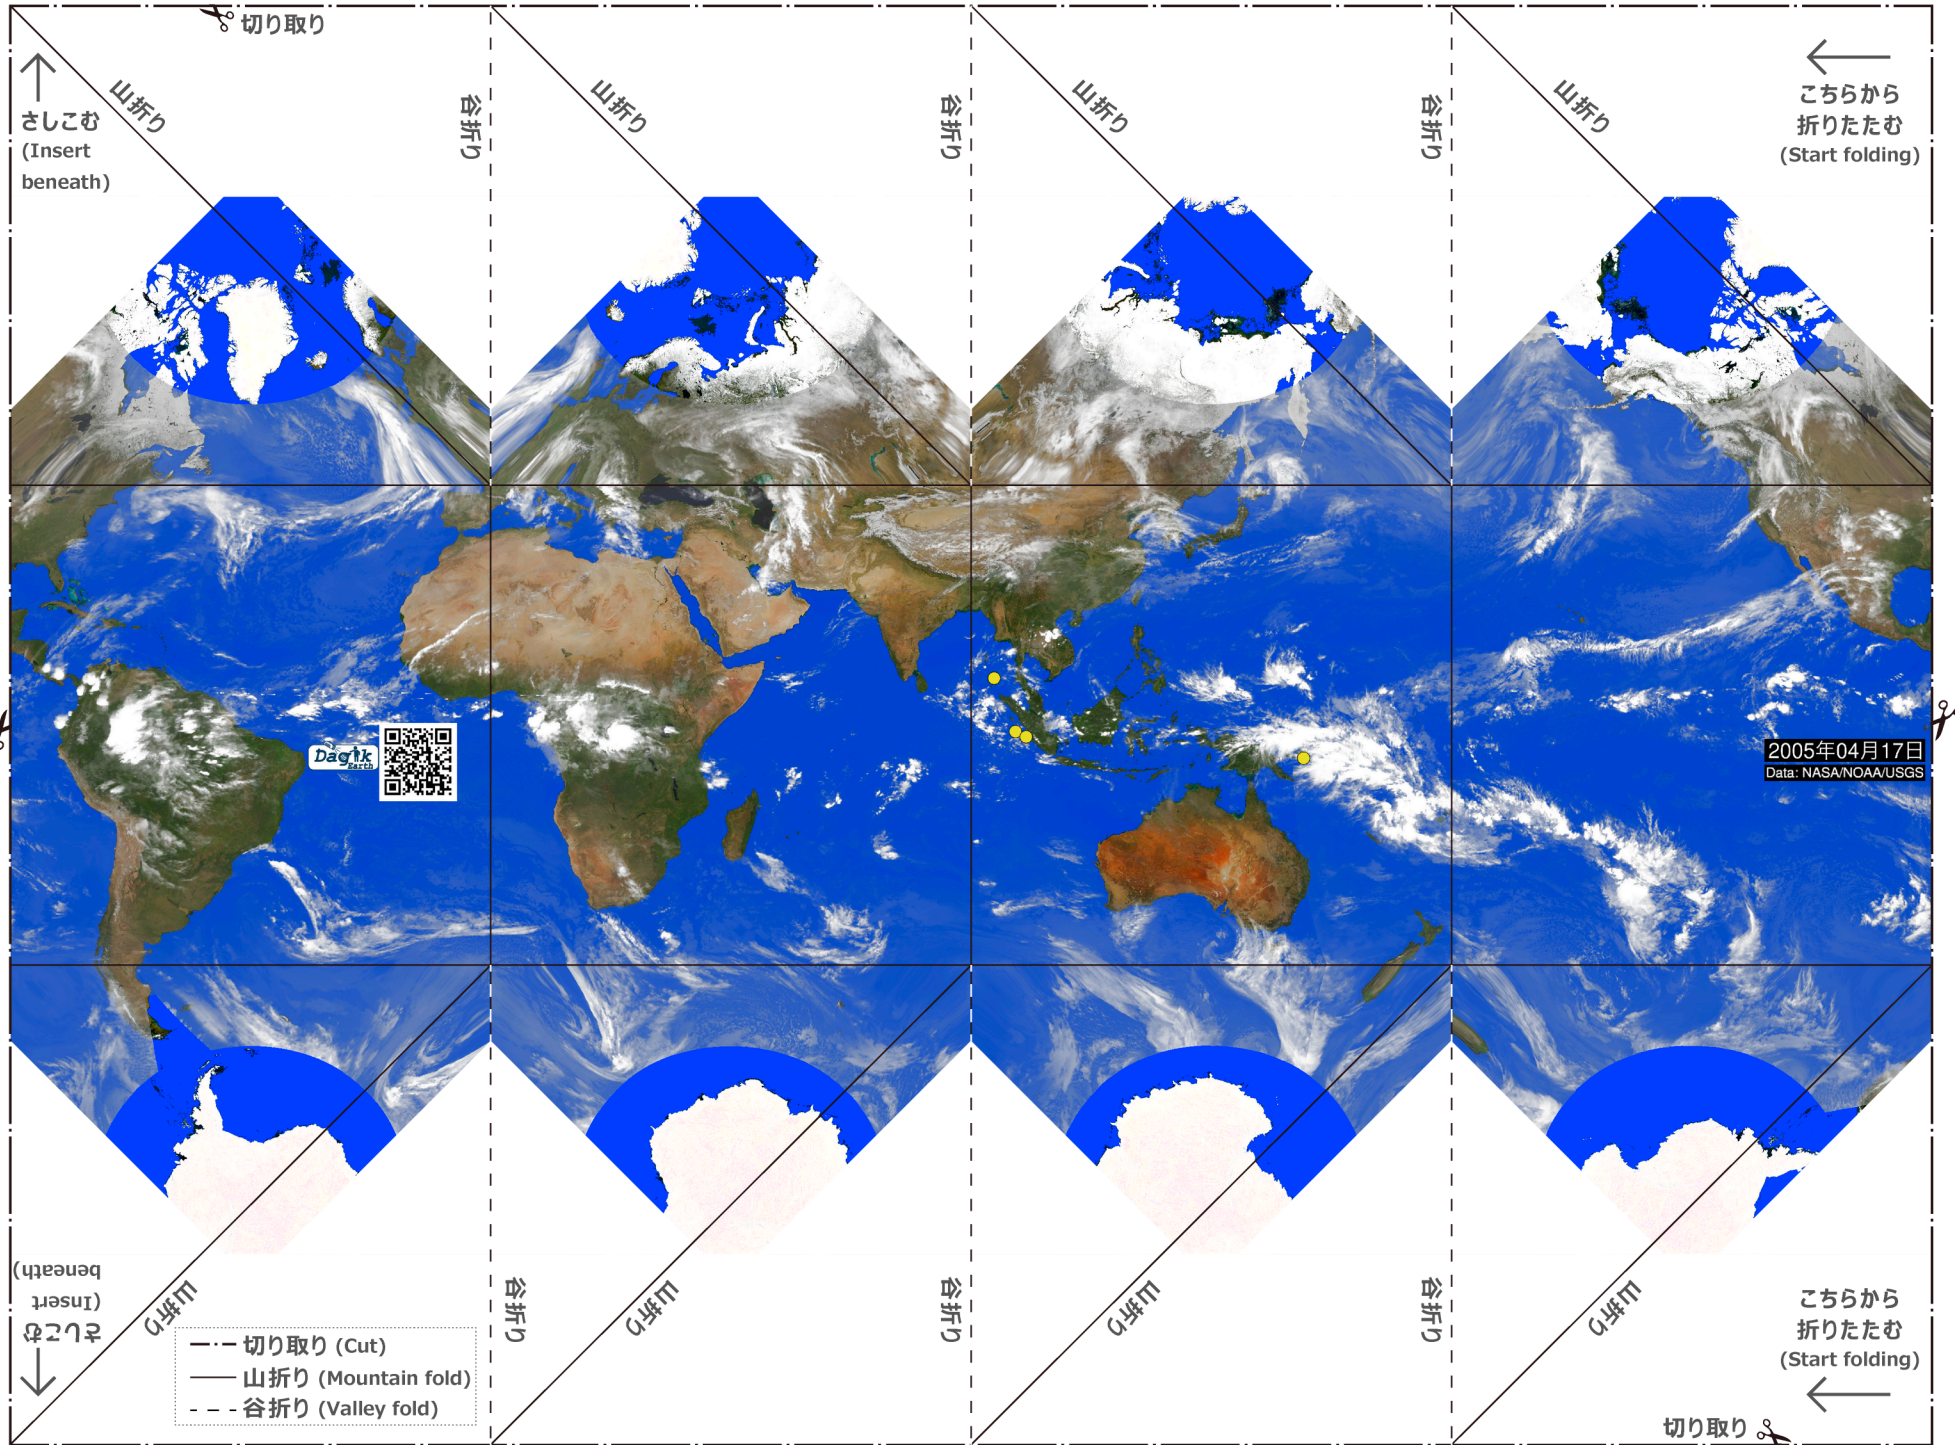 切り取り
さしこむ
(Insert
beneath)
山折り
谷折り
山折り
谷折り
山折り
谷折り
山折り
こちらから
折りたたむ
(Start folding)
Dagik
Earth
2005年04月17日
Data: NASA/NOAA/USGS
さしこむ
(Insert
beneath)
山折り
谷折り
山折り
谷折り
山折り
谷折り
山折り
こちらから
折りたたむ
(Start folding)
切り取り (Cut)
山折り (Mountain fold)
谷折り (Valley fold)
切り取り